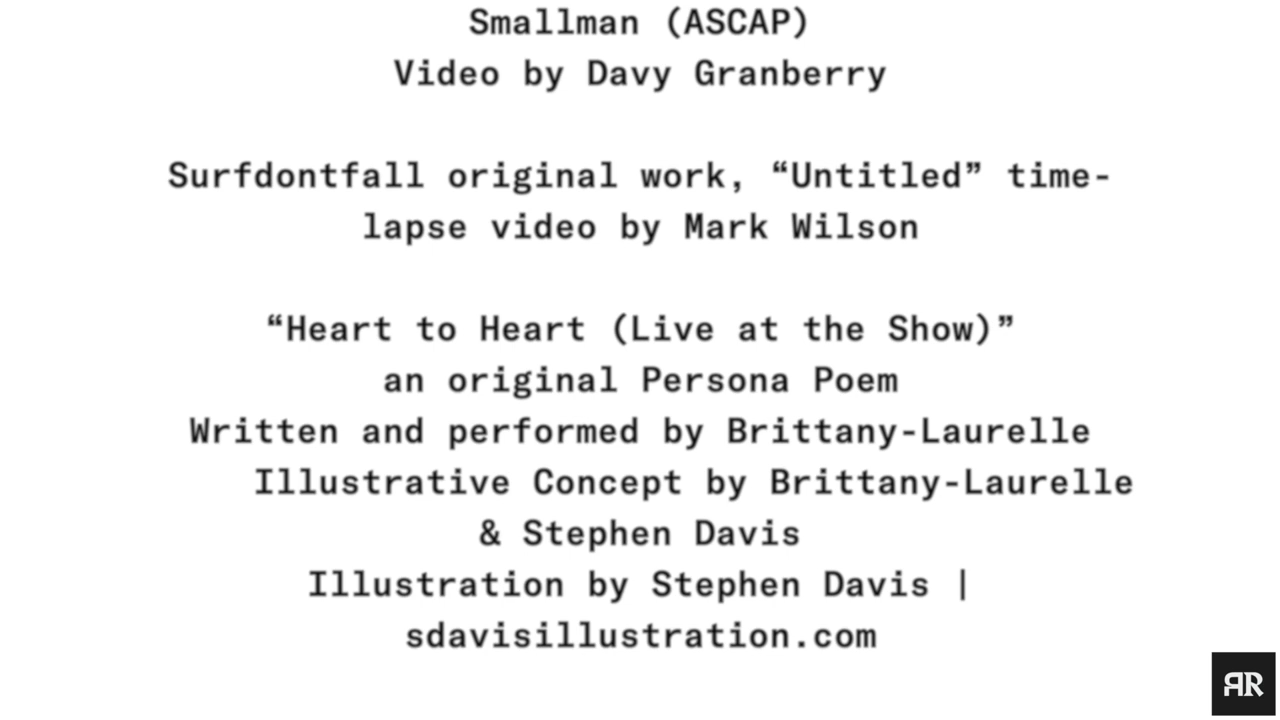 Smallman (ASCAP)
Video by Davy Granberry
Surfdontfall original work, “Untitled” time-
lapse video by Mark Wilson
“Heart to Heart (Live at the Show)”
an original Persona Poem
Written and performed by Brittany-Laurelle
Illustrative Concept by Brittany-Laurelle
& Stephen Davis
Illustration by Stephen Davis |
sdavisillustration.com
RR